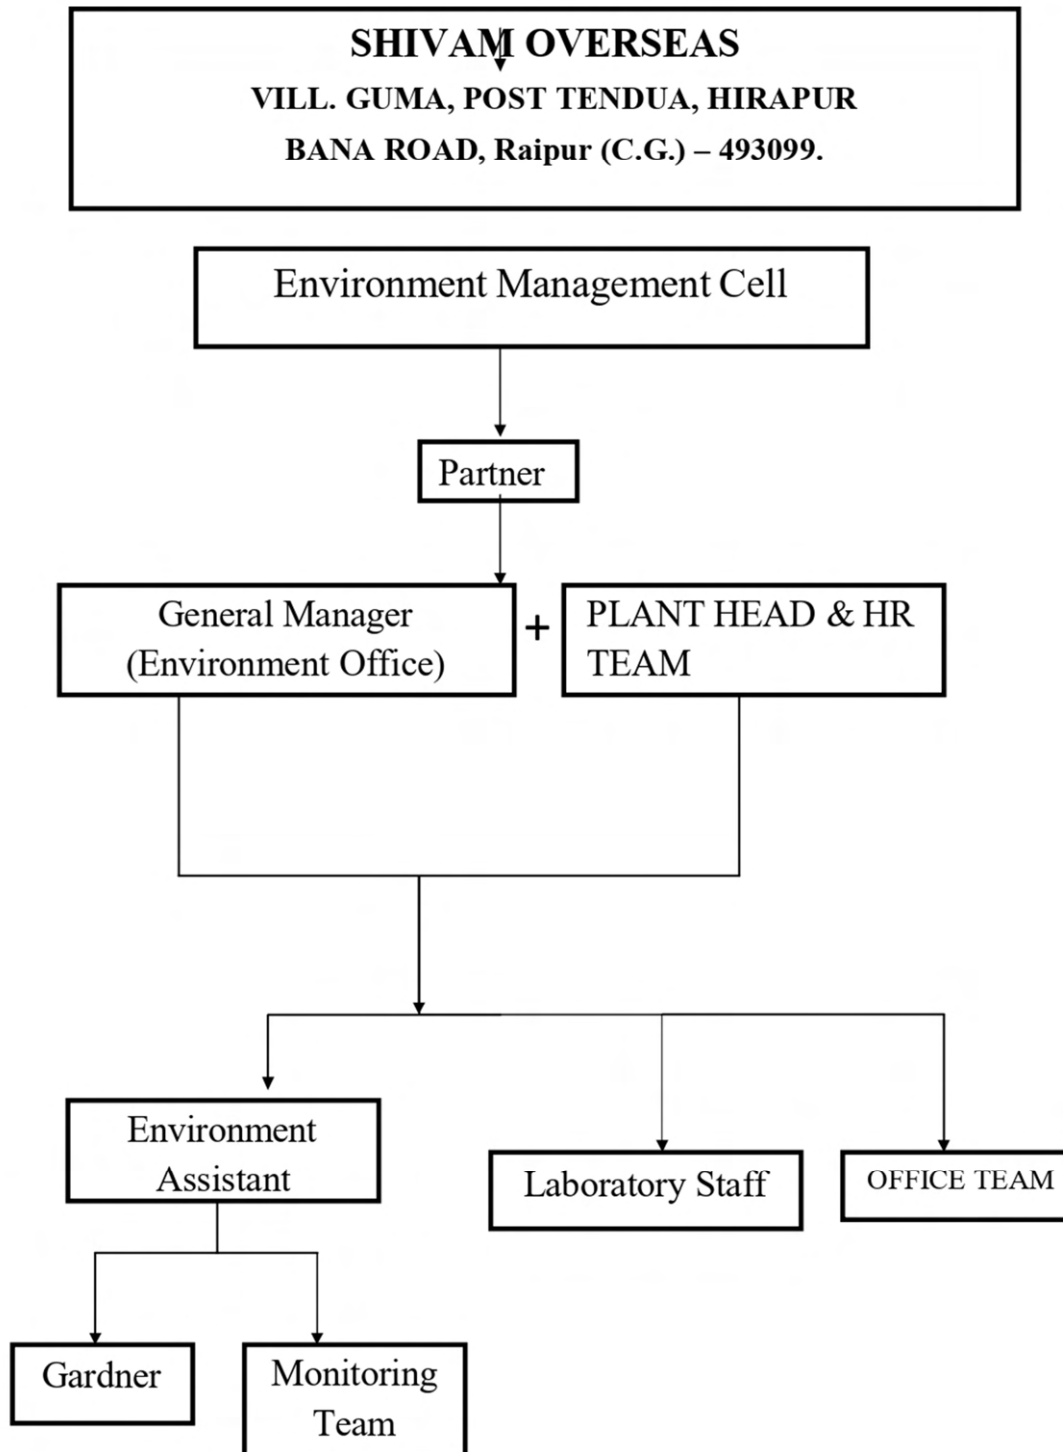 SHIVAM OVERSEAS
VILL. GUMA, POST TENDUA, HIRAPUR
BANA ROAD, Raipur (C.G.) – 493099.
Environment Management Cell
Partner
General Manager
(Environment Office)
+
PLANT HEAD & HR
TEAM
Environment
Assistant
Laboratory Staff
OFFICE TEAM
Gardner
Monitoring
Team